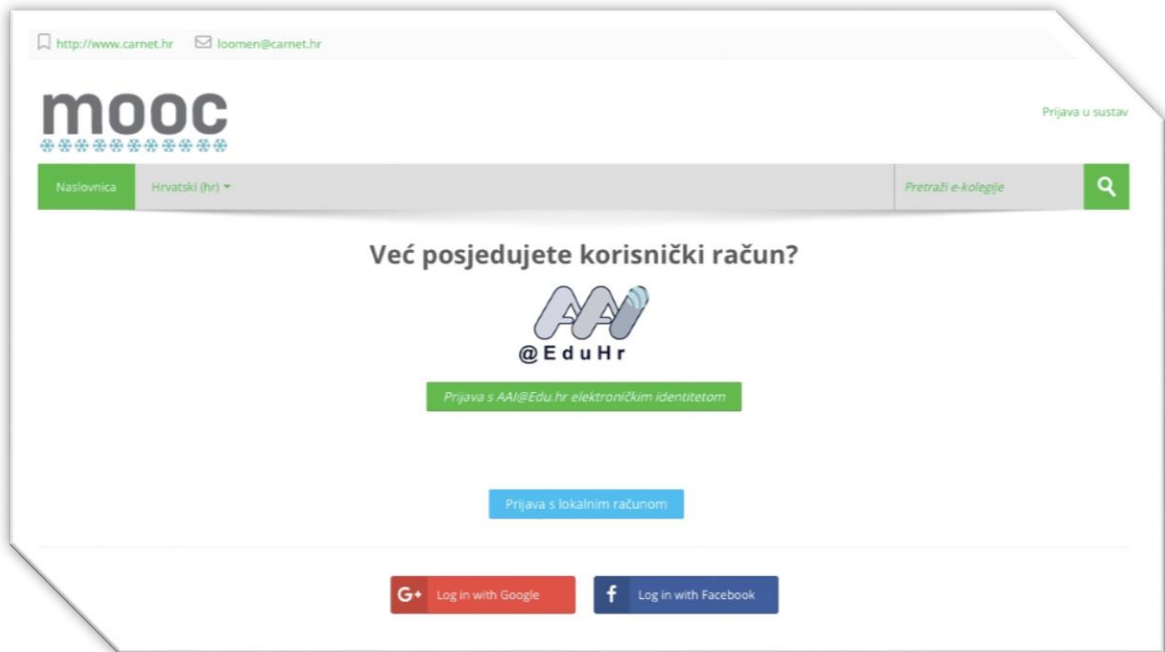 http://www.carnet.hr loomen@carnet.hr
mooc
Prijava u sustav
Naslovnica Hrvatski (hr) Pretraži e-kolegije
Već posjedujete korisnički račun?
AAI
@EduHr
Prijava s AAI@Edu.hr elektroničkim identitetom
Prijava s lokalnim računom
G+ Log in with Google f Log in with Facebook